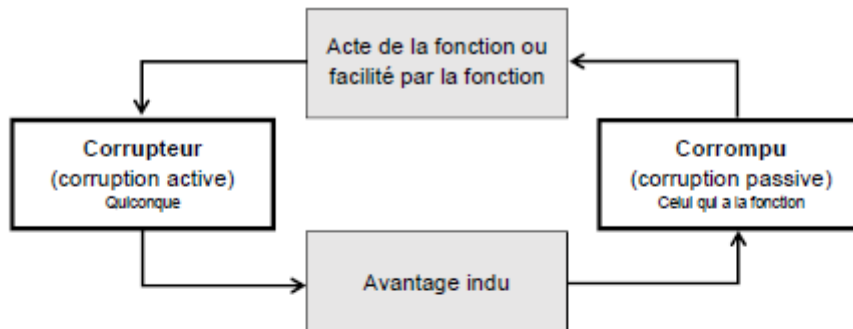 Acte de la fonction ou
facilité par la fonction
Corrupteur
(corruption active)
Quiconque
Corrompu
(corruption passive)
Celui qui a la fonction
Avantage indu